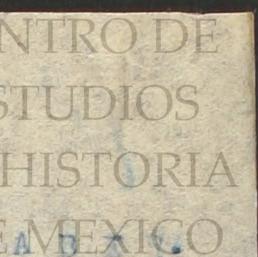 NTRO DE
STUDIOS
HISTORIA
E MEXICO